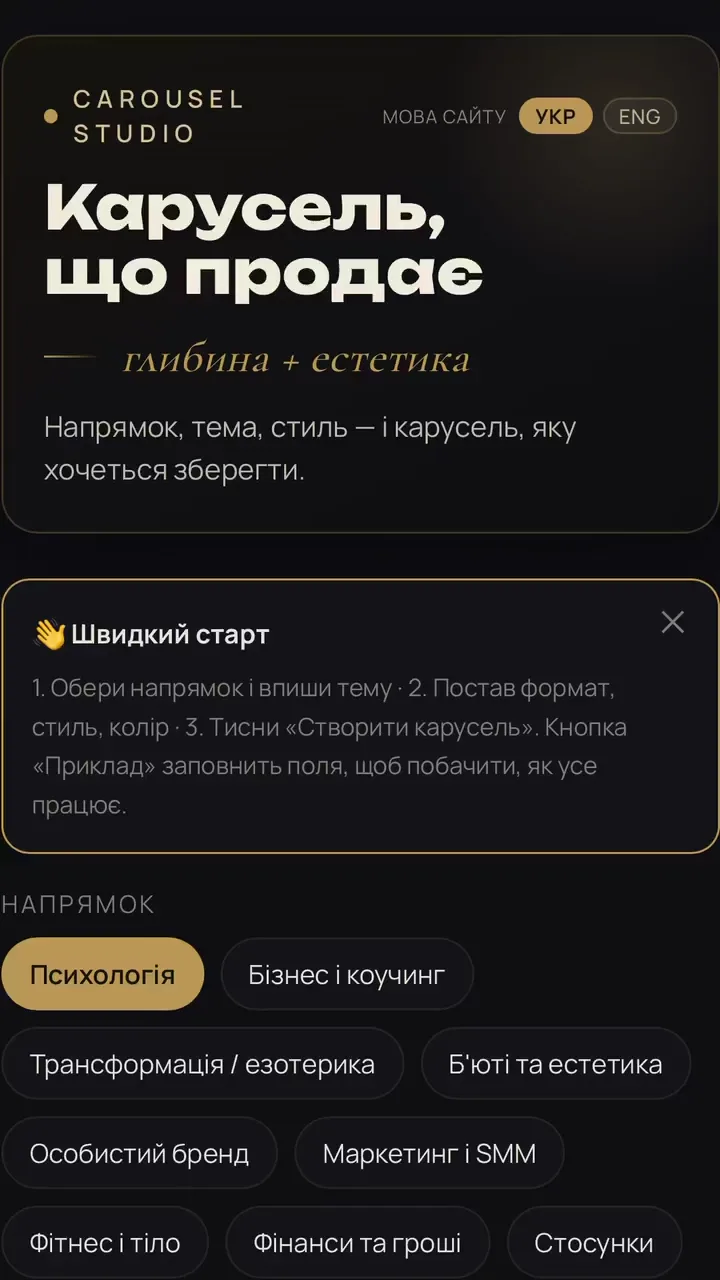 CAROUSEL
STUDIO
МОВА САЙТУ УКР ENG
Карусель,
що продає
глибина + естетика
Напрямок, тема, стиль — і карусель, яку
хочеться зберегти.
👋 Швидкий старт
1. Обери напрямок і впиши тему · 2. Постав формат,
стиль, колір · 3. Тисни «Створити карусель». Кнопка
«Приклад» заповнить поля, щоб побачити, як усе
працює.
НАПРЯМОК
Психологія Бізнес і коучинг
Трансформація / езотерика Б'юті та естетика
Особистий бренд Маркетинг і SMM
Фітнес і тіло Фінанси та гроші Стосунки